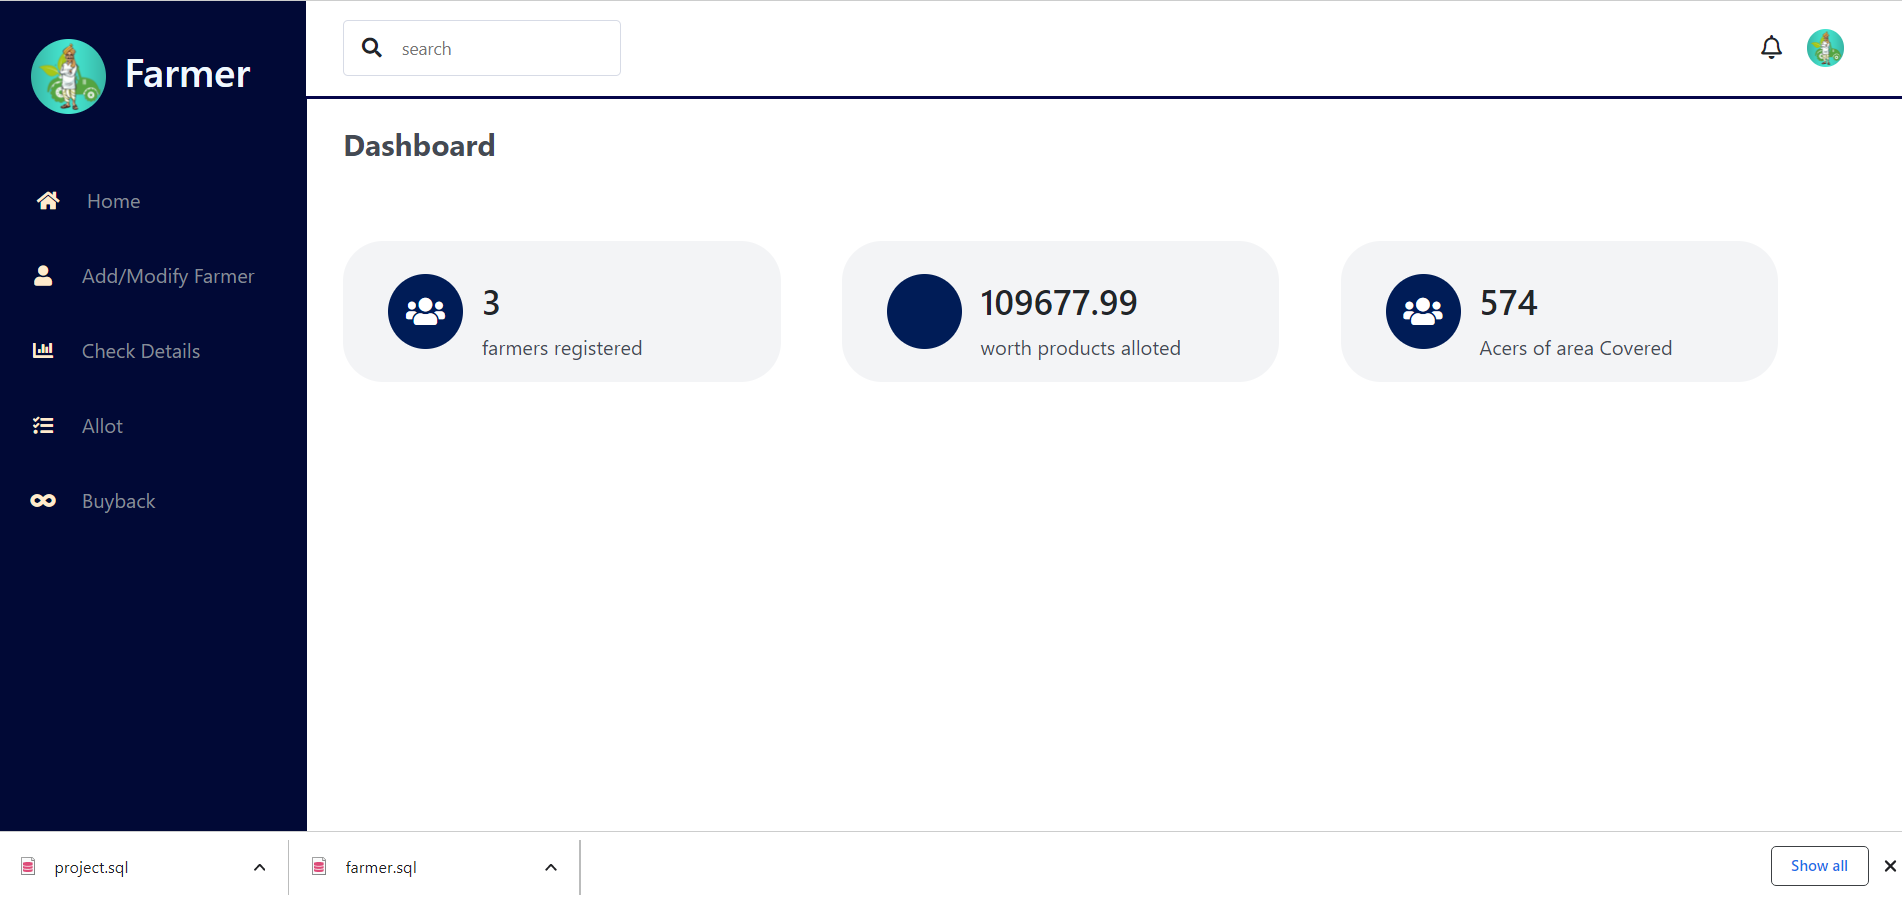 Farmer
search
Home
Add/Modify Farmer
Check Details
Allot
Buyback
Dashboard
3
farmers registered
109677.99
worth products alloted
574
Acers of area Covered
project.sql
farmer.sql
Show all